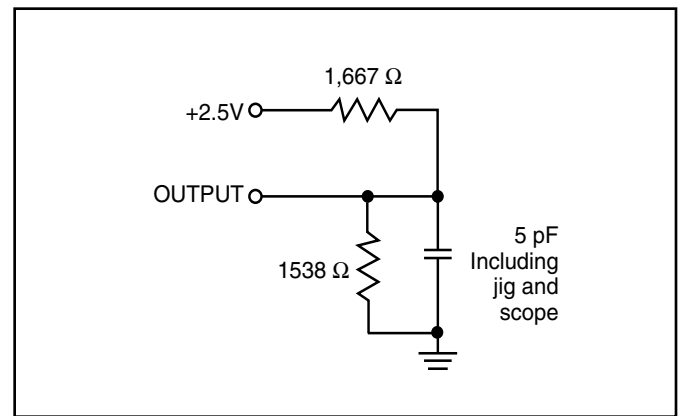 1,667 Ω
+2.5V
OUTPUT
1538 Ω
5 pF
Including
jig and
scope